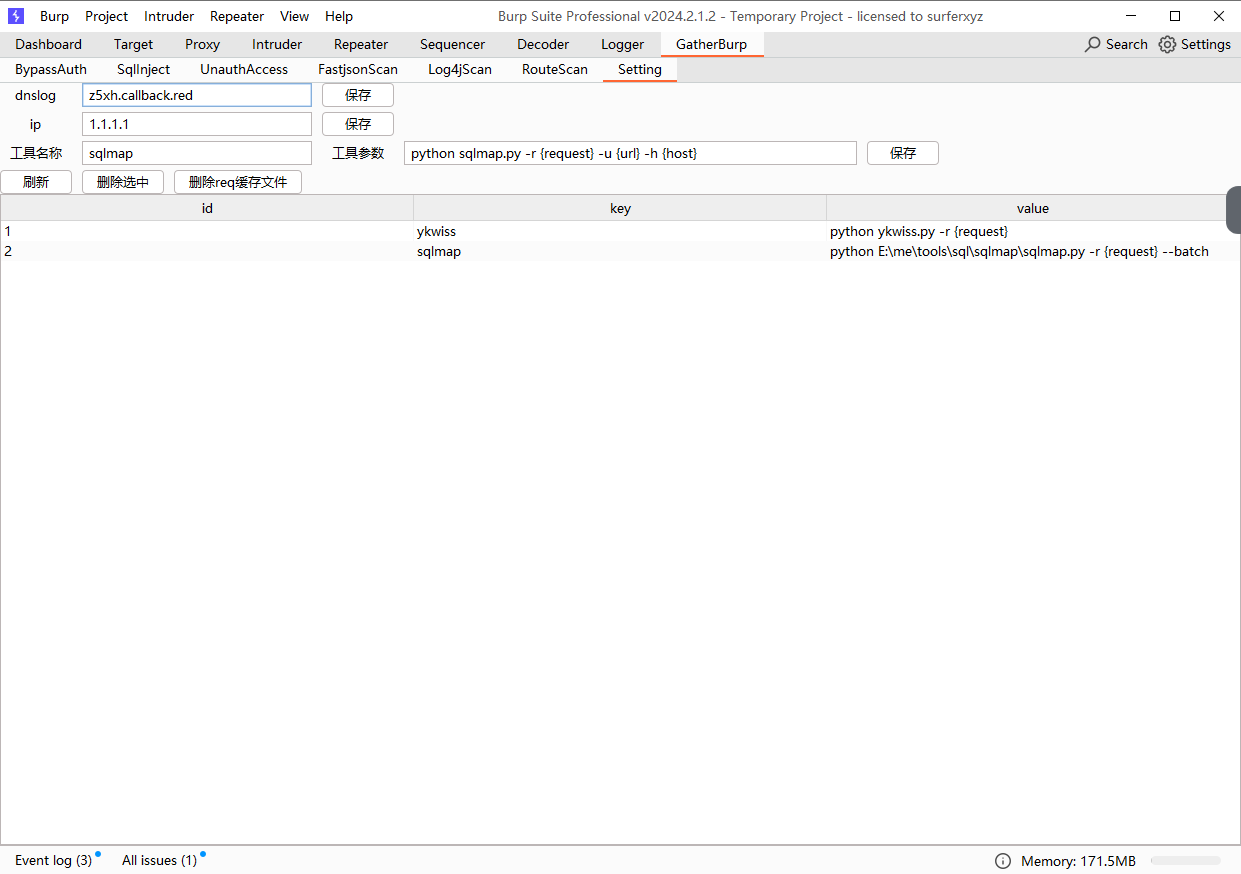 Burp Project Intruder Repeater View Help Burp Suite Professional v2024.2.1.2 - Temporary Project - licensed to surferxyz
Dashboard Target Proxy Intruder Repeater Sequencer Decoder Logger GatherBurp Search Settings
BypassAuth SqlInject UnauthAccess FastjsonScan Log4jScan RouteScan Setting
dnslog z5xh.callback.red 保存
ip 1.1.1.1 保存
工具名称 sqlmap 工具参数 python sqlmap.py -r {request} -u {url} -h {host} 保存
刷新 删除选中 删除req缓存文件
id key value
1 ykwiss python ykwiss.py -r {request}
2 sqlmap python E:\me\tools\sql\sqlmap\sqlmap.py -r {request} --batch
Event log (3) All issues (1) Memory: 171.5MB